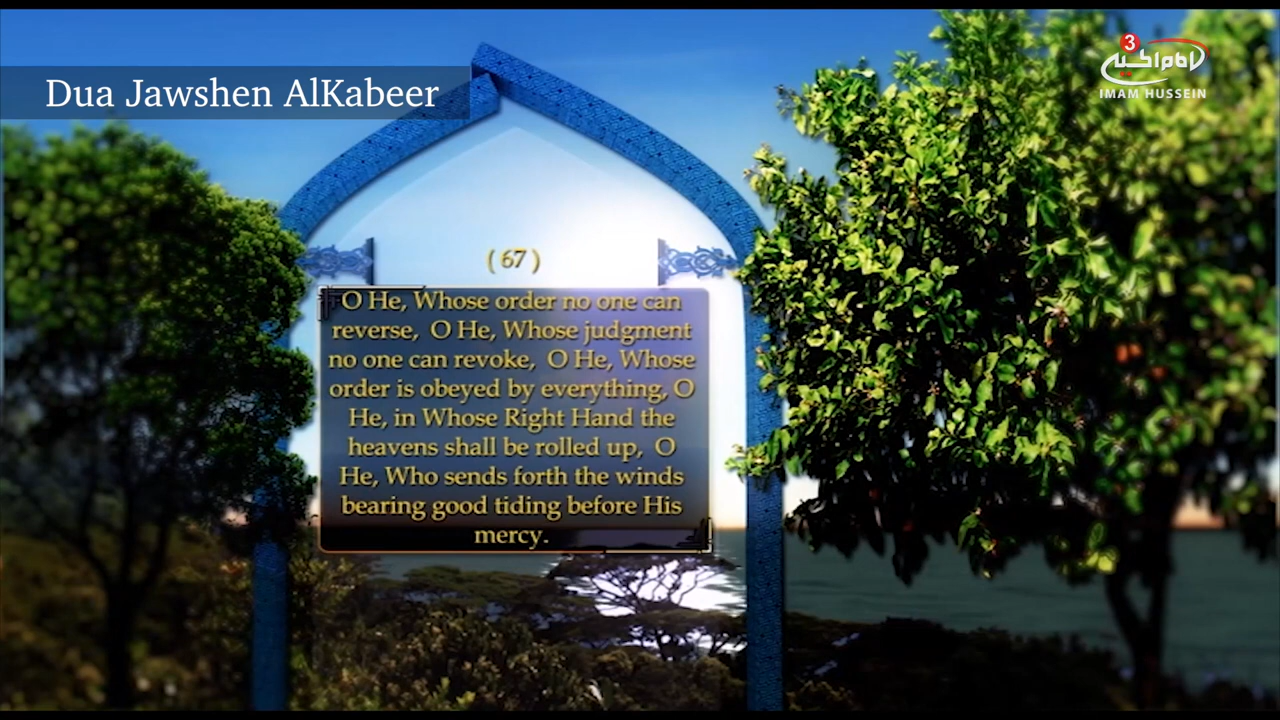 Dua Jawshen AlKabeer
3
IMAM HUSSEIN
( 67 )
O He, Whose order no one can
reverse, O He, Whose judgment
no one can revoke, O He, Whose
order is obeyed by everything, O
He, in Whose Right Hand the
heavens shall be rolled up, O
He, Who sends forth the winds
bearing good tiding before His
mercy.